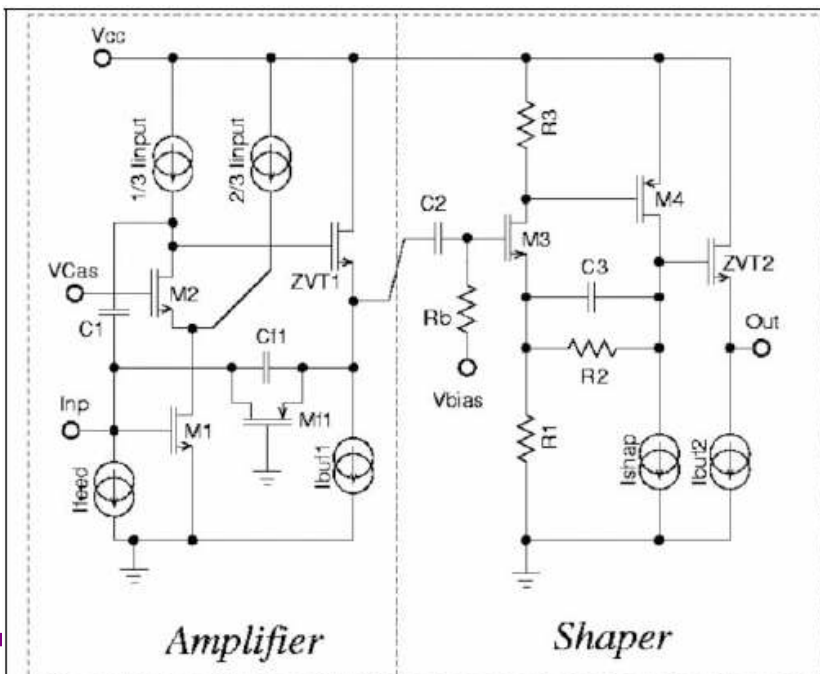 Vcc
1/3 Iinput
2/3 Iinput
R3
M4
C2
M3
VCas
M2
ZVT1
ZVT2
C3
C1
Rb
Out
Cf1
R2
Inp
M1
Mf1
Vbias
Ifeed
Ibuf1
R1
Ishap
Ibuf2
Amplifier
Shaper